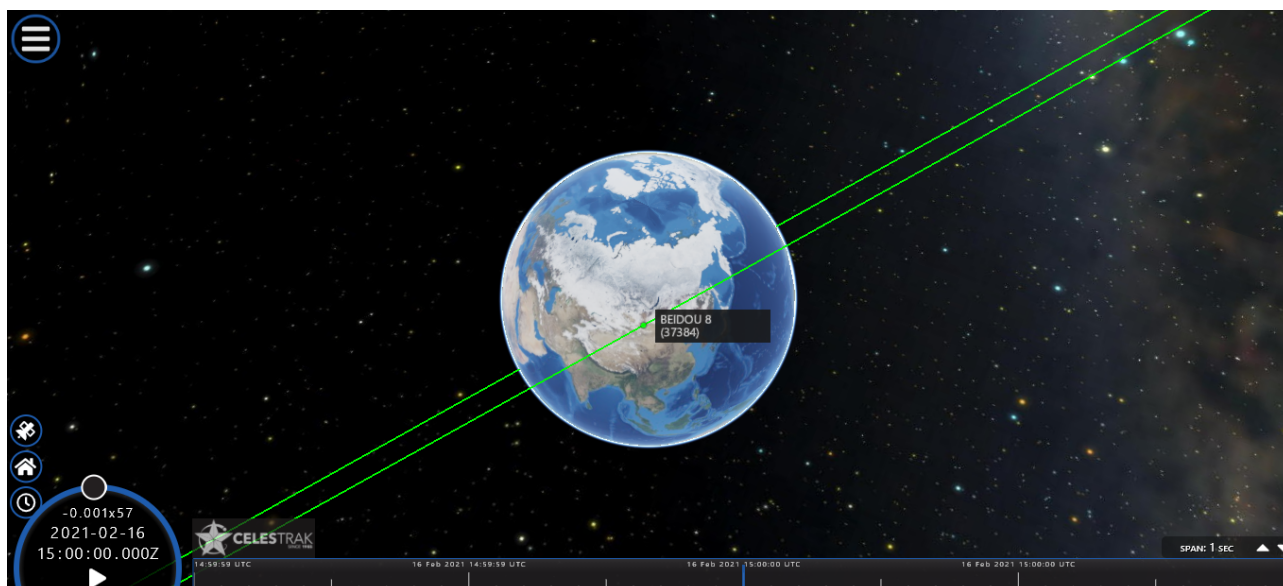 BEIDOU 8
(37384)
-0.001x57
2021-02-16
15:00:00.000Z
CELESTRAK
SINCE 1985
SPAN: 1 SEC
14:59:59 UTC
16 Feb 2021 14:59:59 UTC
16 Feb 2021 15:00:00 UTC
16 Feb 2021 15:00:00 UTC